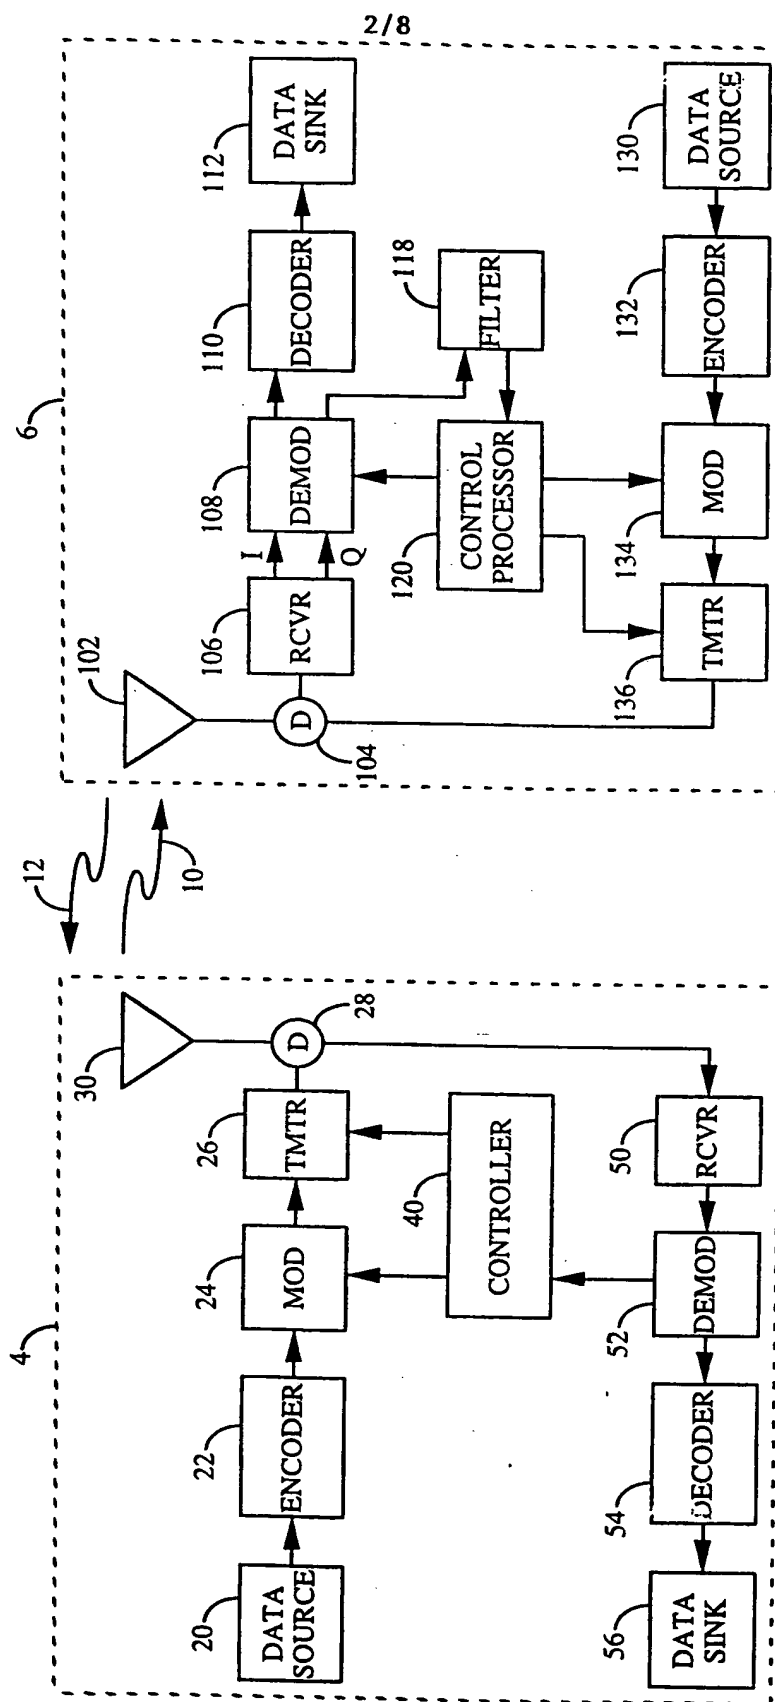 2/8
4
20
DATA
SOURCE
22
ENCODER
24
MOD
26
TMTR
D
28
30
40
CONTROLLER
56
DATA
SINK
54
DECODER
52
DEMOD
50
RCVR
12
10
6
102
D
104
106
RCVR
I
Q
108
DEMOD
110
DECODER
112
DATA
SINK
118
FILTER
120
CONTROL
PROCESSOR
136
TMTR
134
MOD
132
ENCODER
130
DATA
SOURCE